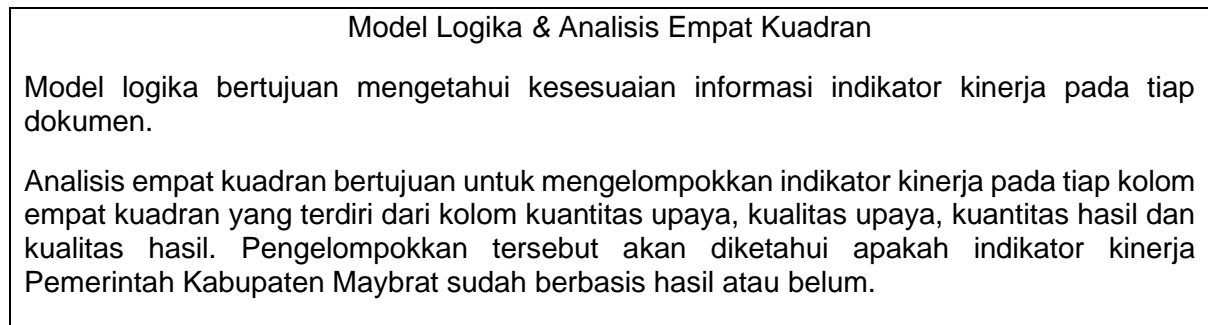 Model Logika & Analisis Empat Kuadran
Model logika bertujuan mengetahui kesesuaian informasi indikator kinerja pada tiap
dokumen.
Analisis empat kuadran bertujuan untuk mengelompokkan indikator kinerja pada tiap kolom
empat kuadran yang terdiri dari kolom kuantitas upaya, kualitas upaya, kuantitas hasil dan
kualitas hasil. Pengelompokkan tersebut akan diketahui apakah indikator kinerja
Pemerintah Kabupaten Maybrat sudah berbasis hasil atau belum.